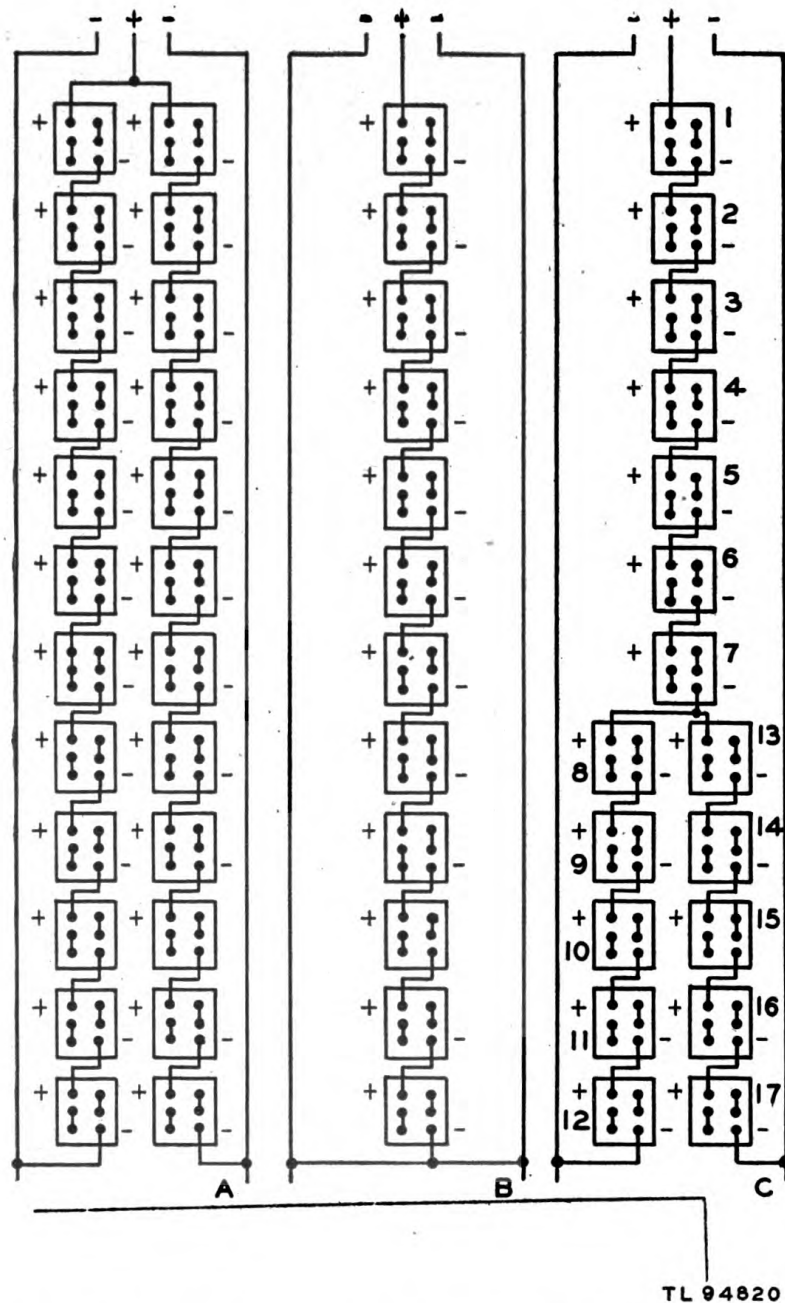 - + - - + - - + -
+ + + 1
- - - -
+ + + + 2
- - - -
+ + + + 3
- - - -
+ + + + 4
- - - -
+ + + + 5
- - - -
+ + + + 6
- - - -
+ + + + 7
- - - -
+ + + + + 13
- - - 8 - -
+ + + + 14
- - - 9 - -
+ + + + + 15
- - - 10 - -
+ + + + + 16
- - - 11 - -
+ + + + + 17
- - - 12 - -
A B C
TL 94820